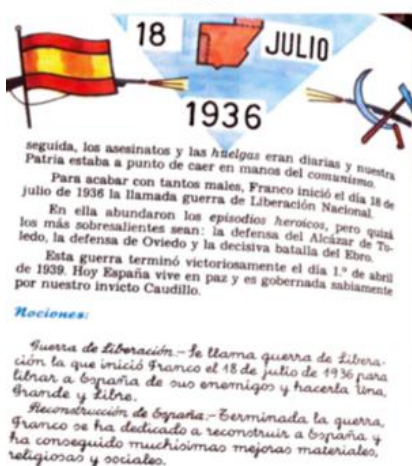 18 JULIO
1936
seguida, los asesinatos y las huelgas eran diarias y nuestra
Patria estaba a punto de caer en manos del comunismo.
Para acabar con tantos males, Franco inició el día 18 de
julio de 1936 la llamada guerra de Liberación Nacional.
En ella abundaron los episodios heroicos, pero quizá
los más sobresalientes sean: la defensa del Alcázar de To-
ledo, la defensa de Oviedo y la decisiva batalla del Ebro.
Esta guerra terminó victoriosamente el día 1.º de abril
de 1939. Hoy España vive en paz y es gobernada sabiamente
por nuestro invicto Caudillo.
Nociones:
Guerra de Liberación.- Se llama guerra de Libera-
ción la que inició Franco el 18 de julio de 1936 para
librar a España de sus enemigos y hacerla Una,
Grande y Libre.
Reconstrucción de España.- Terminada la guerra,
Franco se ha dedicado a reconstruir a España y
ha conseguido muchísimas mejoras materiales,
religiosas y sociales.